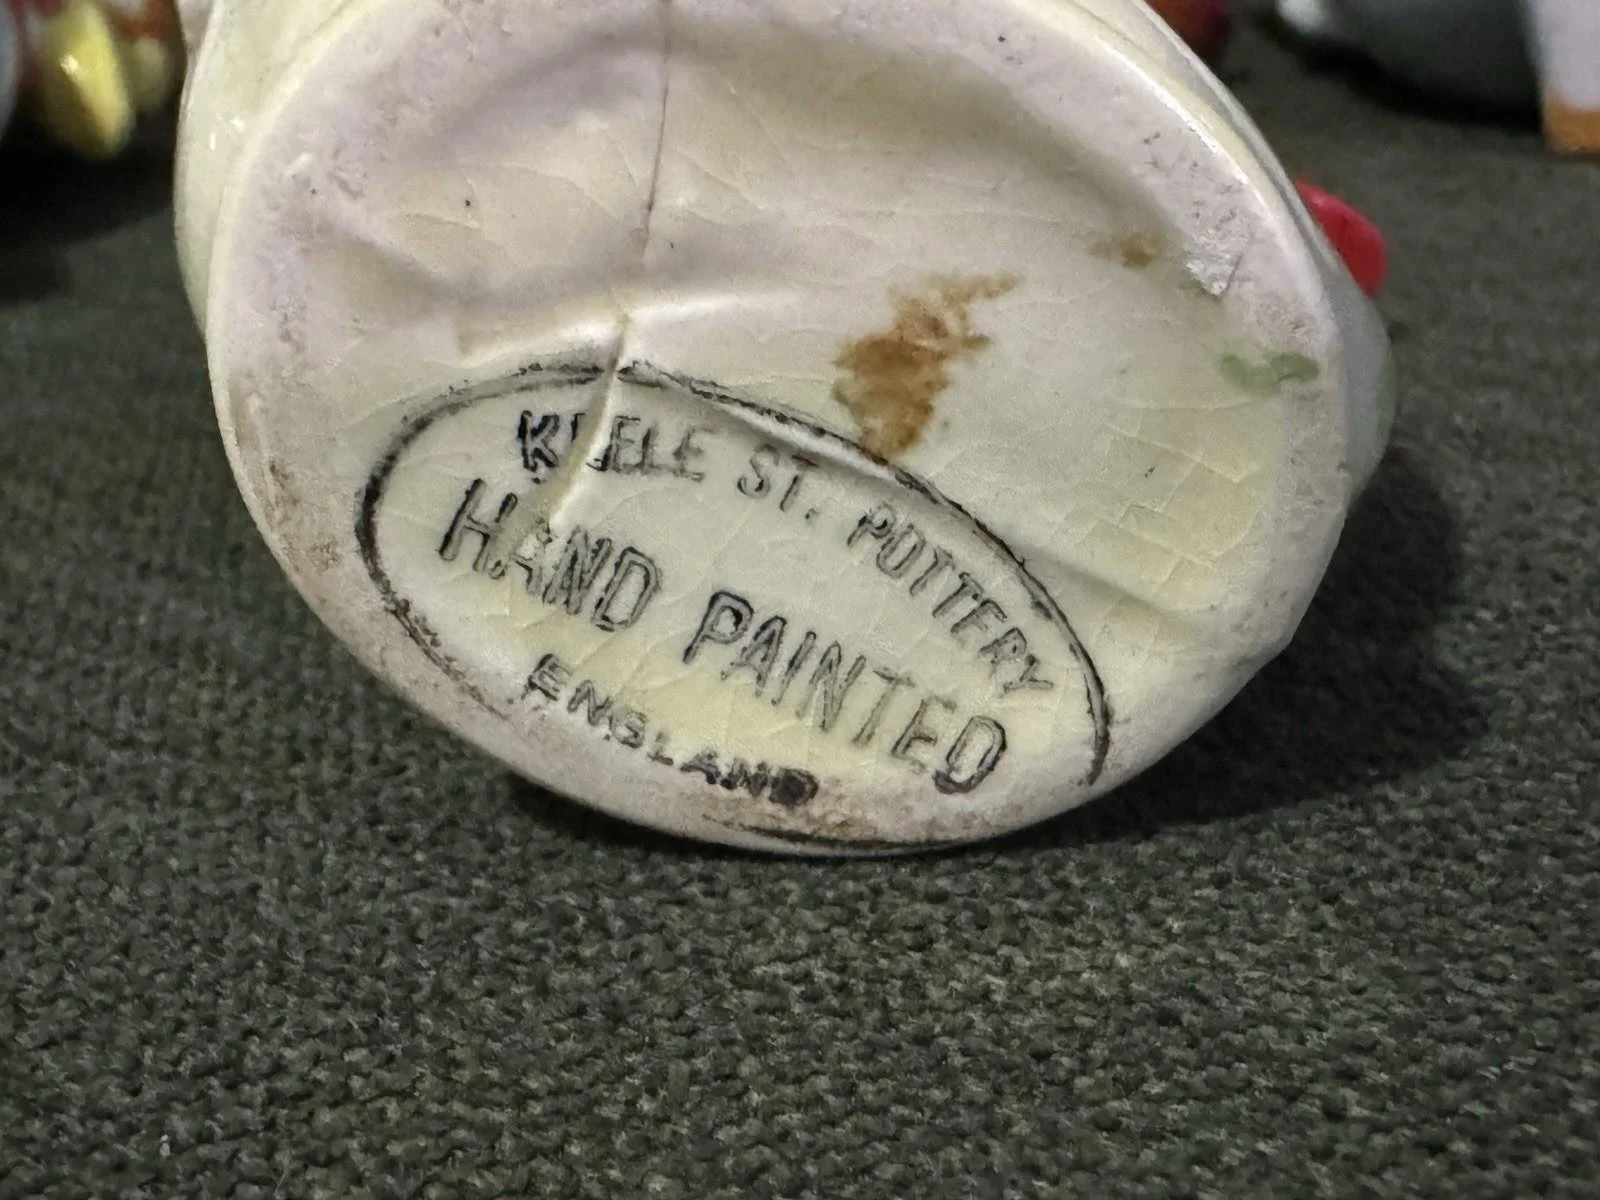 KEELE ST. POTTERY
HAND PAINTED
ENGLAND